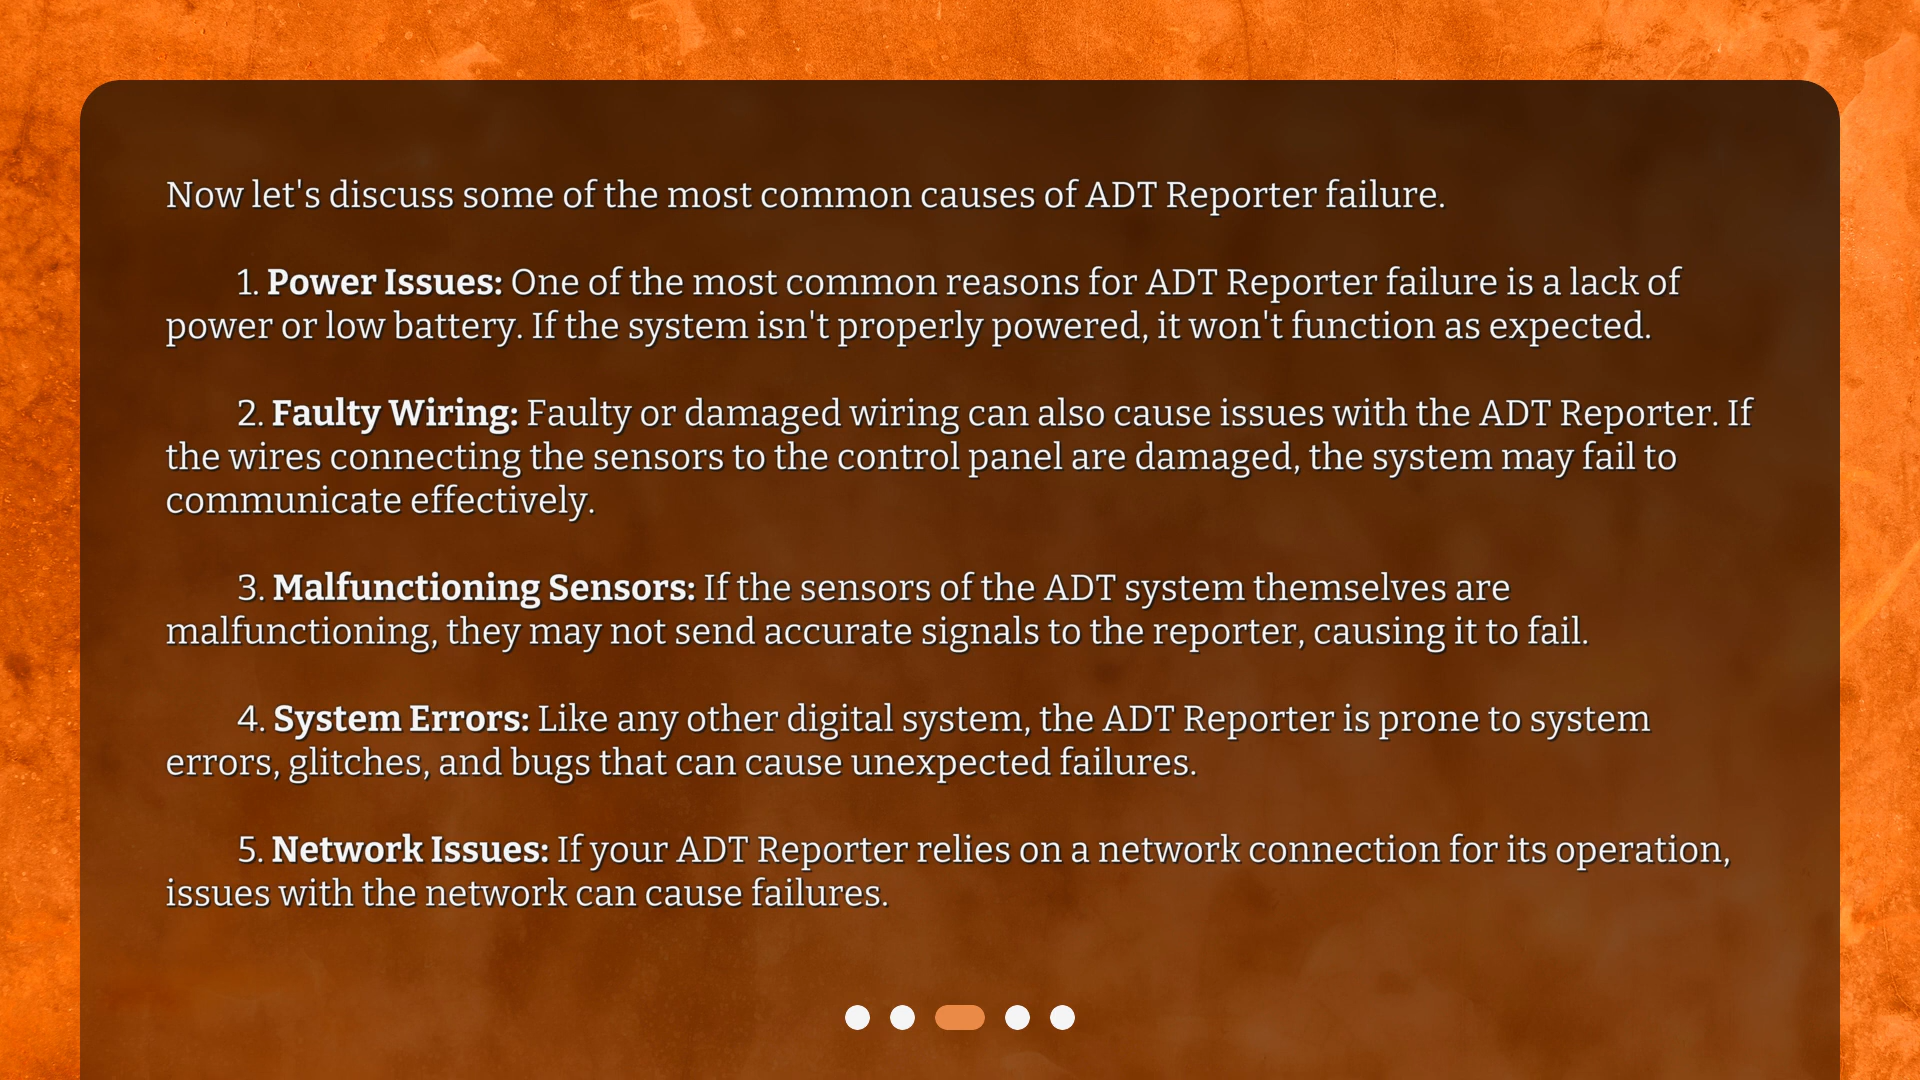 Now let's discuss some of the most common causes of ADT Reporter failure.
1. Power Issues: One of the most common reasons for ADT Reporter failure is a lack of
power or low battery. If the system isn't properly powered, it won't function as expected.
2. Faulty Wiring: Faulty or damaged wiring can also cause issues with the ADT Reporter. If
the wires connecting the sensors to the control panel are damaged, the system may fail to
communicate effectively.
3. Malfunctioning Sensors: If the sensors of the ADT system themselves are
malfunctioning, they may not send accurate signals to the reporter, causing it to fail.
4. System Errors: Like any other digital system, the ADT Reporter is prone to system
errors, glitches, and bugs that can cause unexpected failures.
5. Network Issues: If your ADT Reporter relies on a network connection for its operation,
issues with the network can cause failures.